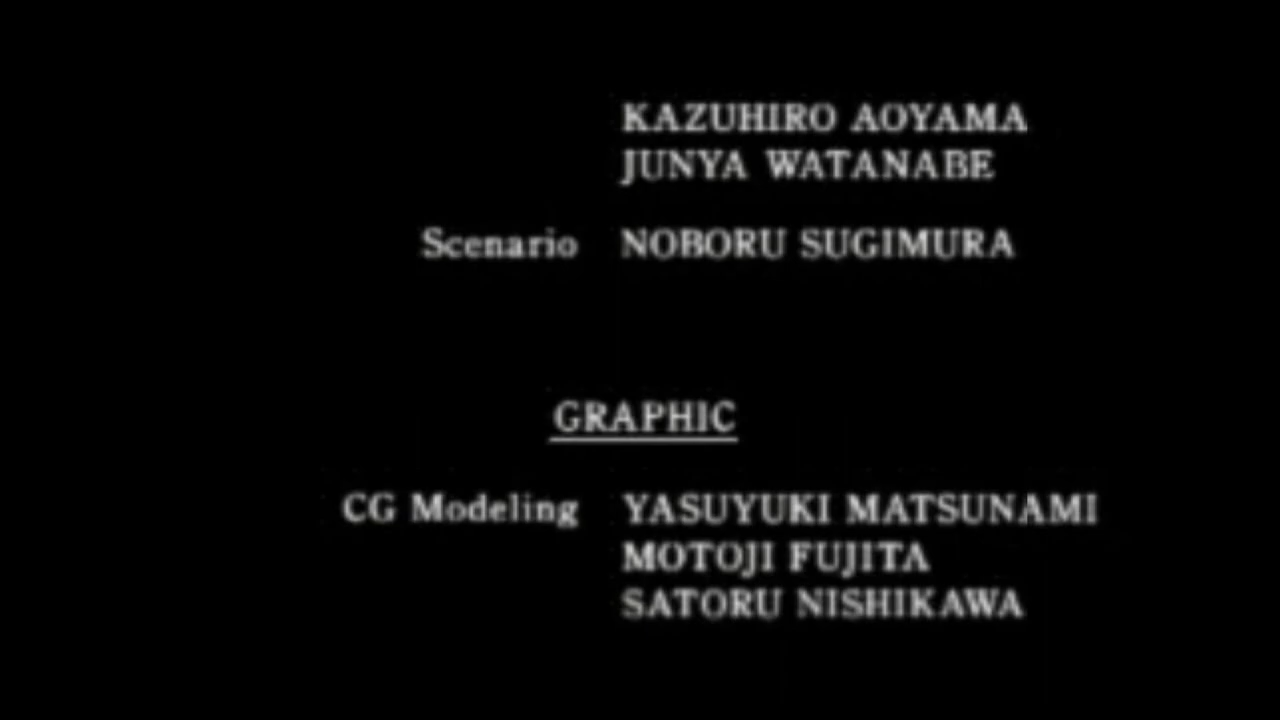 KAZUHIRO AOYAMA
JUNYA WATANABE
Scenario NOBORU SUGIMURA
GRAPHIC
CG Modeling YASUYUKI MATSUNAMI
MOTOJI FUJITA
SATORU NISHIKAWA